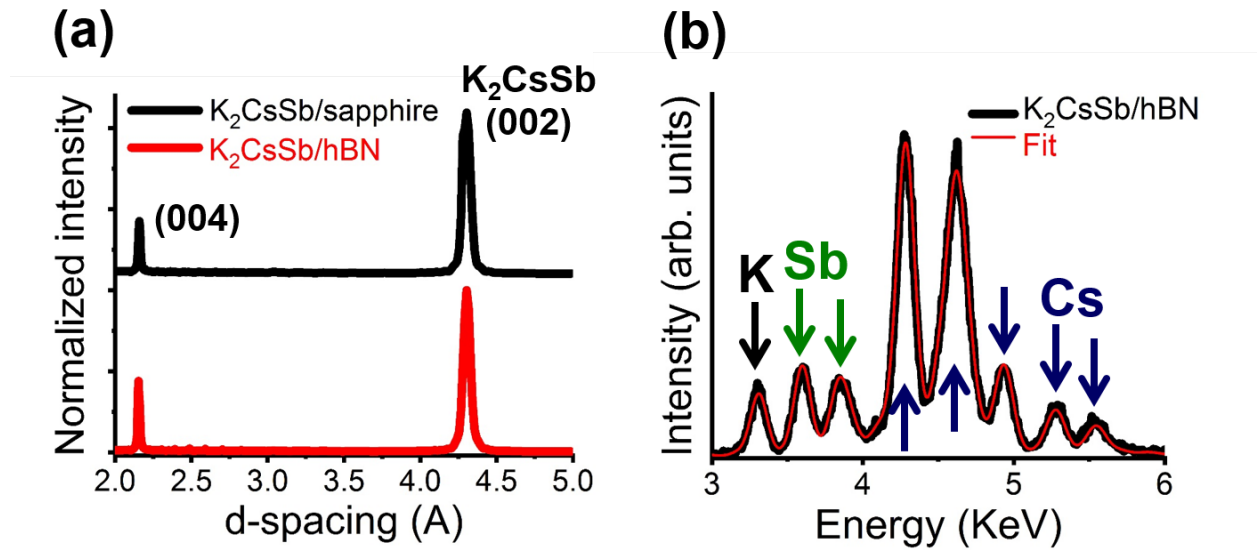 (a)
K₂CsSb
(002)
K₂CsSb/sapphire
K₂CsSb/hBN
(004)
Normalized intensity
2.0 2.5 3.0 3.5 4.0 4.5 5.0
d-spacing (A)
(b)
K₂CsSb/hBN
Fit
K Sb Cs
Intensity (arb. units)
3 4 5 6
Energy (KeV)